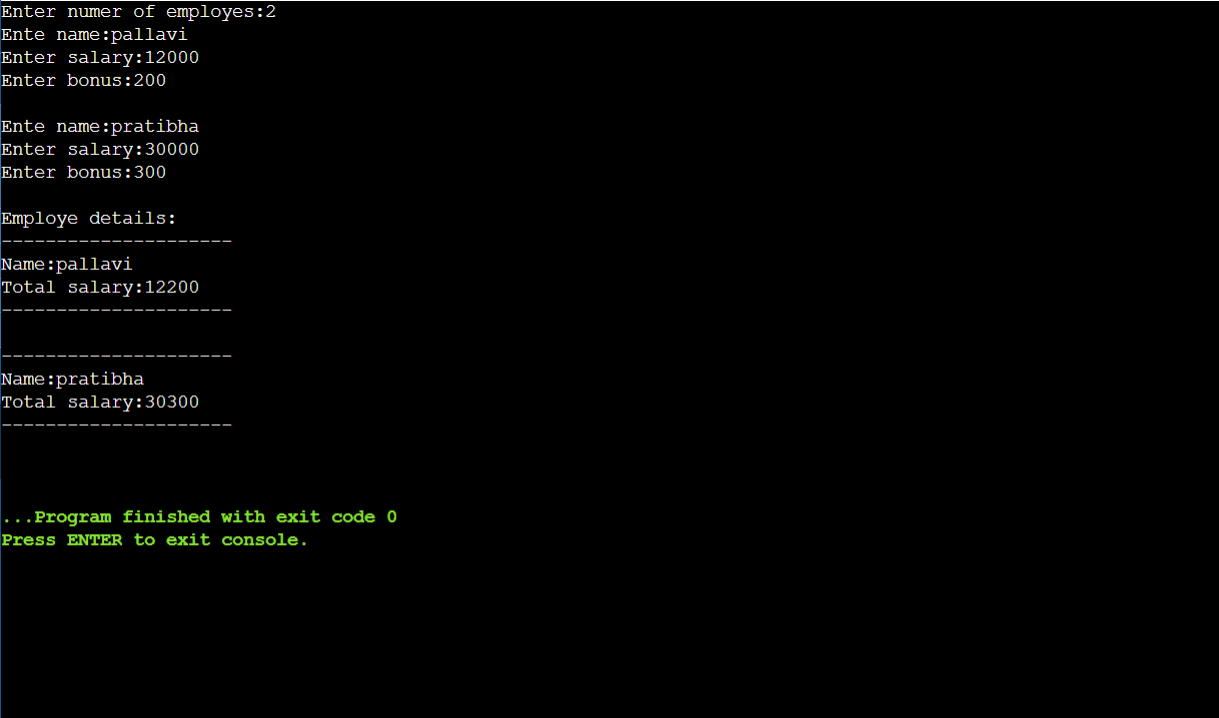 Enter numer of employes:2
Ente name:pallavi
Enter salary:12000
Enter bonus:200
Ente name:pratibha
Enter salary:30000
Enter bonus:300
Employe details:
---------------------
Name:pallavi
Total salary:12200
---------------------
---------------------
Name:pratibha
Total salary:30300
---------------------
...Program finished with exit code 0
Press ENTER to exit console.